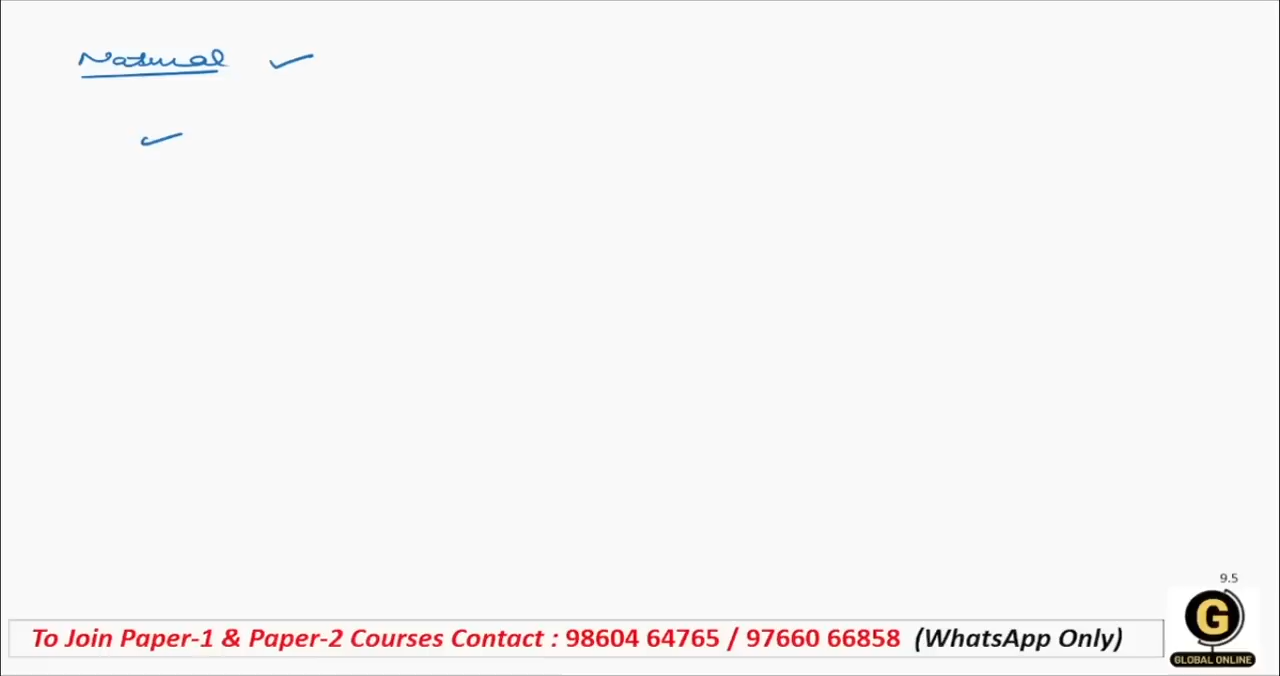 Natural
9.5
To Join Paper-1 & Paper-2 Courses Contact : 98604 64765 / 97660 66858 (WhatsApp Only)
G
GLOBAL ONLINE